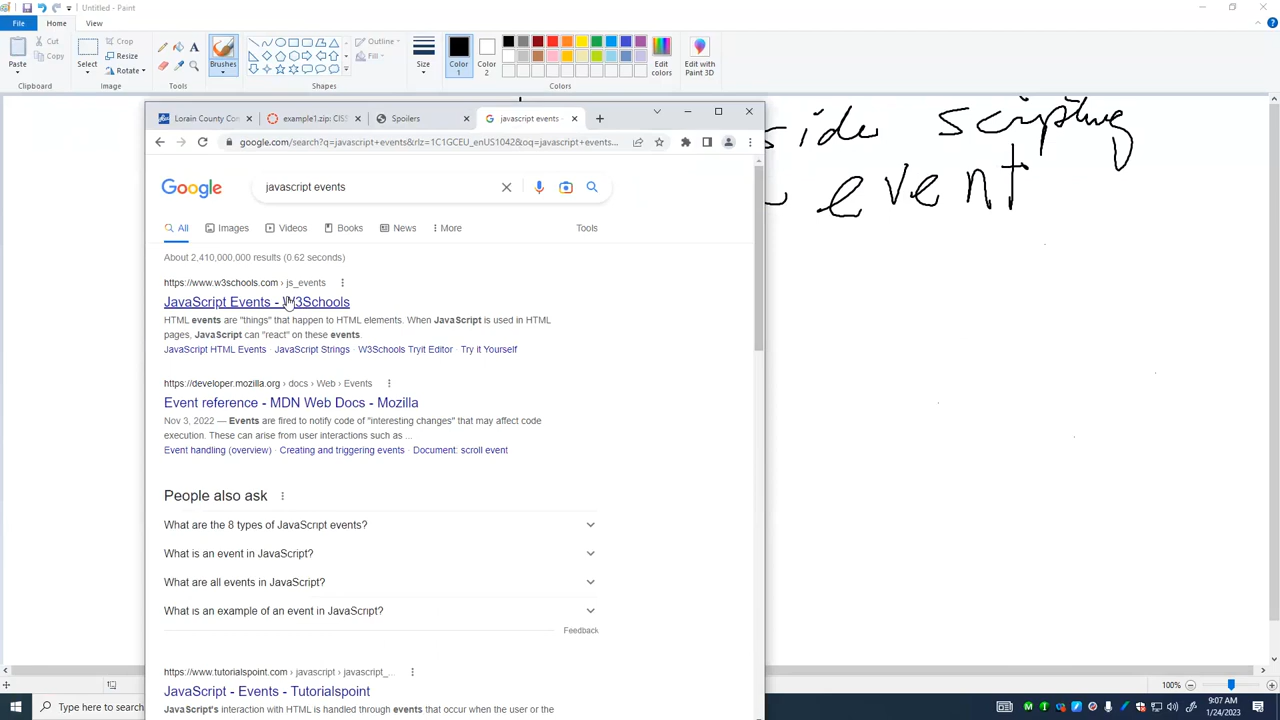 Untitled - Paint
File Home View
Paste Cut Copy Select Crop Resize Rotate Brushes Outline Fill Size Color 1 Color 2 Edit colors Edit with Paint 3D
Clipboard Image Tools Shapes Colors
side scripting
event
Lorain County Con
example1.zip: CISS
Spoilers
javascript events -
google.com/search?q=javascript+events&rlz=1C1GCEU_enUS1042&oq=javascript+events...
Google
javascript events
All Images Videos Books News More Tools
About 2,410,000,000 results (0.62 seconds)
https://www.w3schools.com › js_events
JavaScript Events - W3Schools
HTML events are "things" that happen to HTML elements. When JavaScript is used in HTML
pages, JavaScript can "react" on these events.
JavaScript HTML Events · JavaScript Strings · W3Schools Tryit Editor · Try it Yourself
https://developer.mozilla.org › docs › Web › Events
Event reference - MDN Web Docs - Mozilla
Nov 3, 2022 — Events are fired to notify code of "interesting changes" that may affect code
execution. These can arise from user interactions such as ...
Event handling (overview) · Creating and triggering events · Document: scroll event
People also ask
What are the 8 types of JavaScript events?
What is an event in JavaScript?
What are all events in JavaScript?
What is an example of an event in JavaScript?
Feedback
https://www.tutorialspoint.com › javascript › javascript_...
JavaScript - Events - Tutorialspoint
JavaScript's interaction with HTML is handled through events that occur when the user or the
100%
Type here to search
9:07 AM
1/24/2023